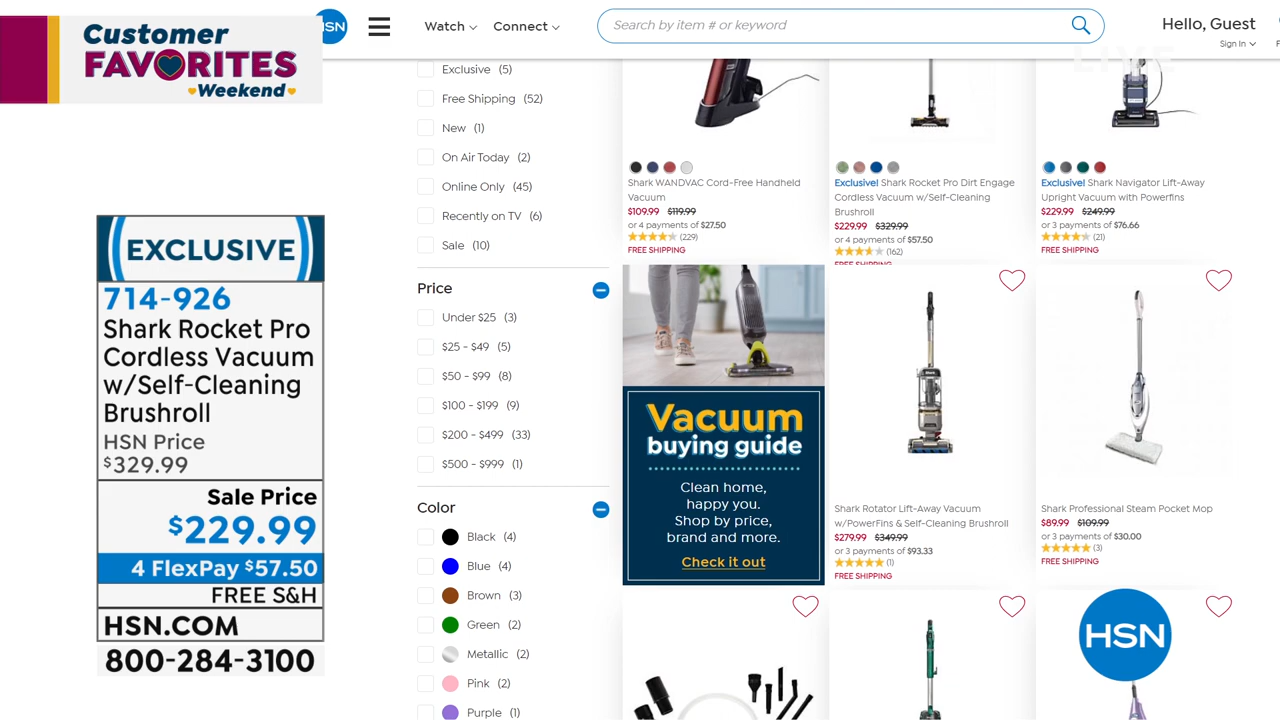 Customer
FAVORITES
Weekend
HSN
Watch
Connect
Search by item # or keyword
Hello, Guest
Sign In
LIVE
EXCLUSIVE
714-926
Shark Rocket Pro
Cordless Vacuum
w/Self-Cleaning
Brushroll
HSN Price
$329.99
Sale Price
$229.99
4 FlexPay $57.50
FREE S&H
HSN.COM
800-284-3100
Exclusive (5)
Free Shipping (52)
New (1)
On Air Today (2)
Online Only (45)
Recently on TV (6)
Sale (10)
Price
Under $25 (3)
$25 - $49 (5)
$50 - $99 (8)
$100 - $199 (9)
$200 - $499 (33)
$500 - $999 (1)
Color
Black (4)
Blue (4)
Brown (3)
Green (2)
Metallic (2)
Pink (2)
Purple (1)
Shark WANDVAC Cord-Free Handheld
Vacuum
$109.99 $119.99
or 4 payments of $27.50
(229)
FREE SHIPPING
Exclusive! Shark Rocket Pro Dirt Engage
Cordless Vacuum w/Self-Cleaning
Brushroll
$229.99 $329.99
or 4 payments of $57.50
(162)
FREE SHIPPING
Exclusive! Shark Navigator Lift-Away
Upright Vacuum with Powerfins
$229.99 $249.99
or 3 payments of $76.66
(21)
FREE SHIPPING
Vacuum
buying guide
Clean home,
happy you.
Shop by price,
brand and more.
Check it out
Shark Rotator Lift-Away Vacuum
w/PowerFins & Self-Cleaning Brushroll
$279.99 $349.99
or 3 payments of $93.33
(1)
FREE SHIPPING
Shark Professional Steam Pocket Mop
$89.99 $109.99
or 3 payments of $30.00
(3)
FREE SHIPPING
HSN